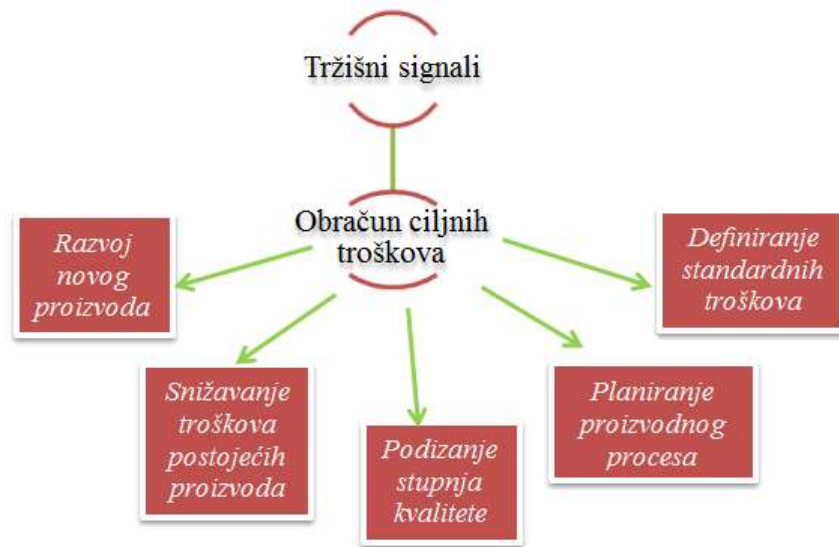 Tržišni signali
Obračun ciljnih
troškova
Razvoj
novog
proizvoda
Snižavanje
troškova
postojećih
proizvoda
Podizanje
stupnja
kvalitete
Planiranje
proizvodnog
procesa
Definiranje
standardnih
troškova